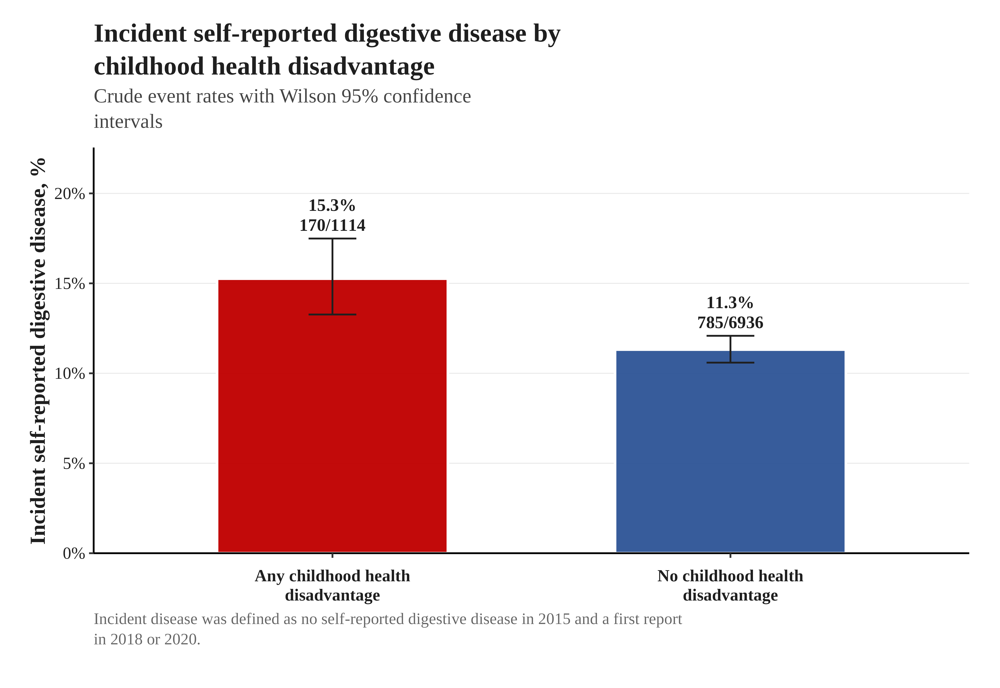 Incident self-reported digestive disease by
childhood health disadvantage
Crude event rates with Wilson 95% confidence
intervals
Incident self-reported digestive disease, %
20%
15%
10%
5%
0%
15.3%
170/1114
11.3%
785/6936
Any childhood health
disadvantage
No childhood health
disadvantage
Incident disease was defined as no self-reported digestive disease in 2015 and a first report
in 2018 or 2020.